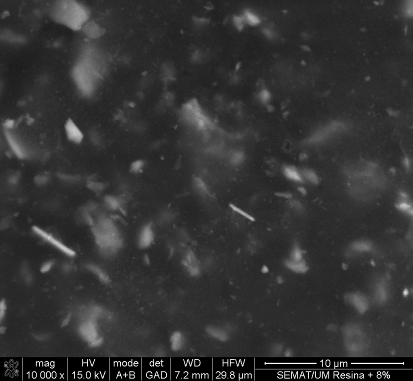 mag HV mode det WD HFW 10 µm
10 000 x 15.0 kV A+B GAD 7.2 mm 29.8 µm SEMAT/UM Resina + 8%